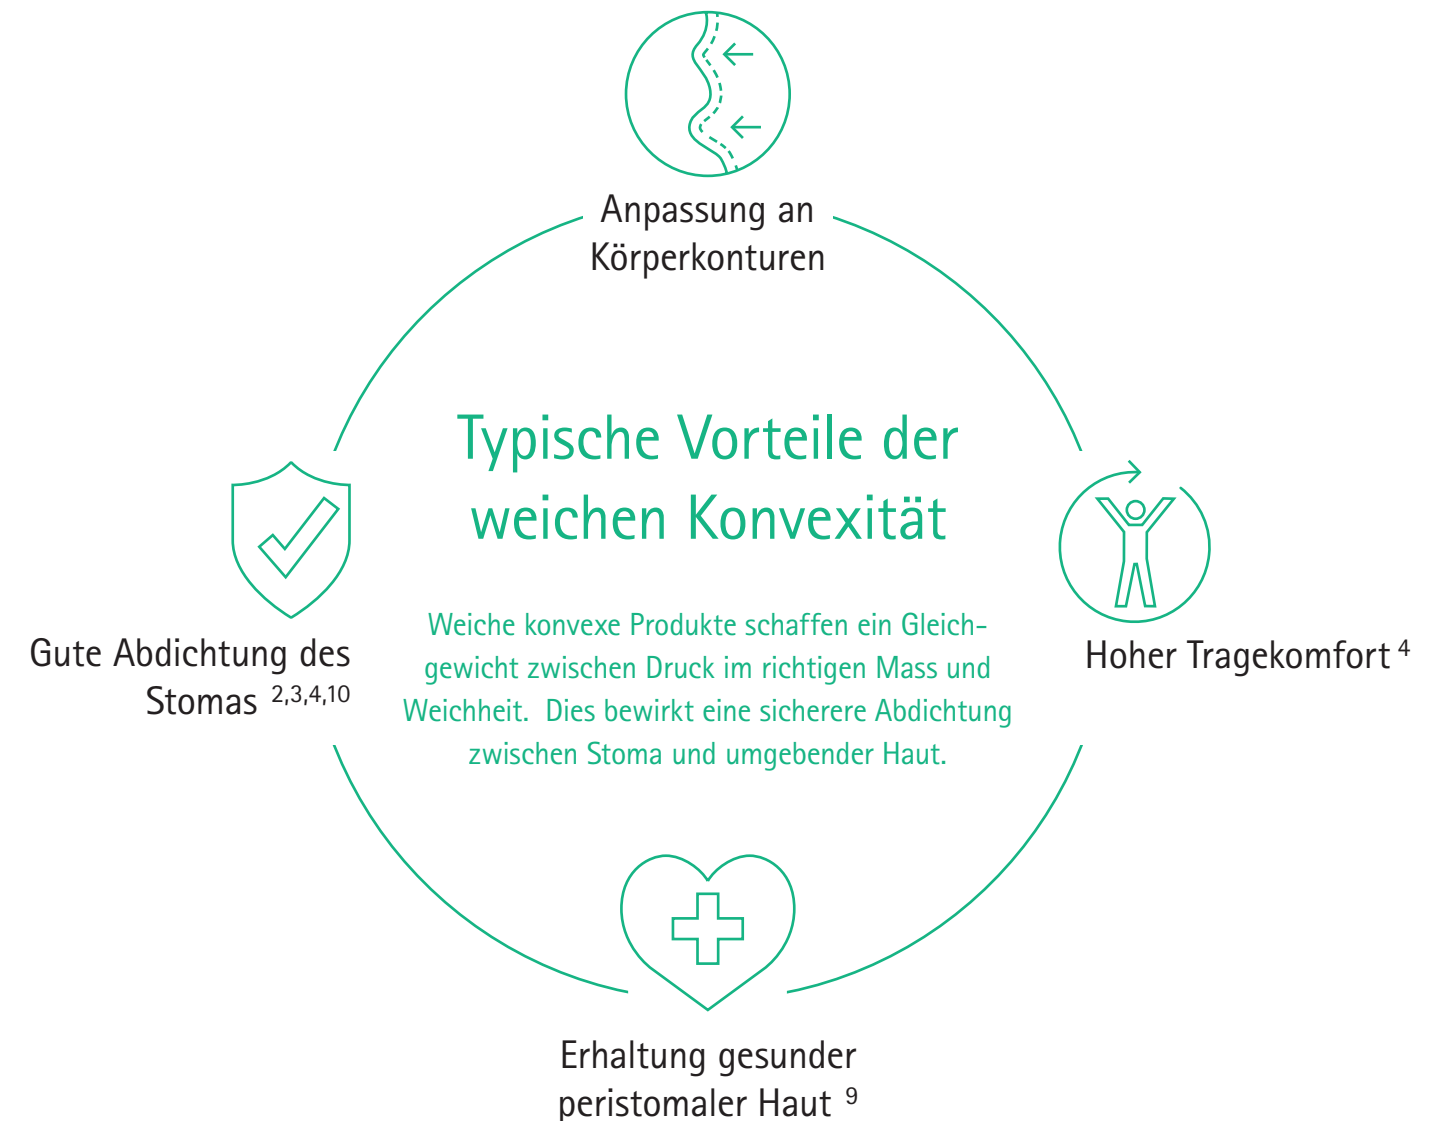 Anpassung an
Körperkonturen
Typische Vorteile der
weichen Konvexität
Weiche konvexe Produkte schaffen ein Gleich-
gewicht zwischen Druck im richtigen Mass und
Weichheit.  Dies bewirkt eine sicherere Abdichtung
zwischen Stoma und umgebender Haut.
Gute Abdichtung des
Stomas 2,3,4,10
Hoher Tragekomfort 4
Erhaltung gesunder
peristomaler Haut 9